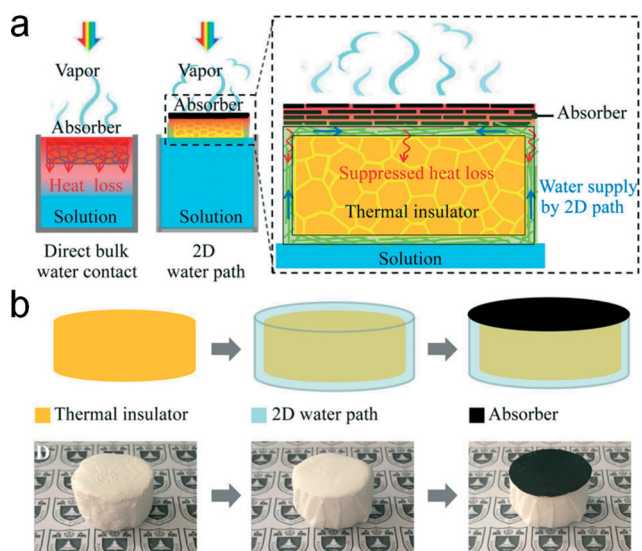 a
Vapor
Absorber
Heat loss
Solution
Direct bulk
water contact
Vapor
Absorber
Solution
2D
water path
Absorber
Suppressed heat loss
Thermal insulator
Water supply
by 2D path
Solution
b
Thermal insulator
2D water path
Absorber
D